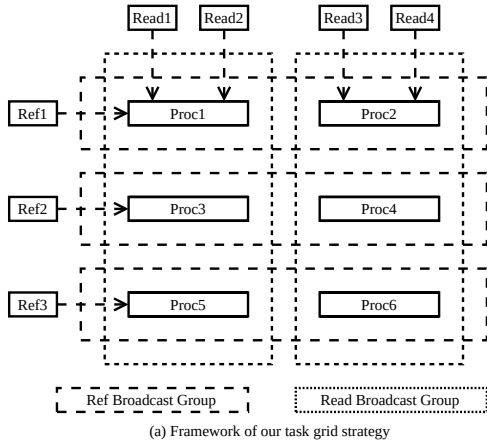 Read1 Read2 Read3 Read4
Ref1 Proc1 Proc2
Ref2 Proc3 Proc4
Ref3 Proc5 Proc6
Ref Broadcast Group Read Broadcast Group
(a) Framework of our task grid strategy